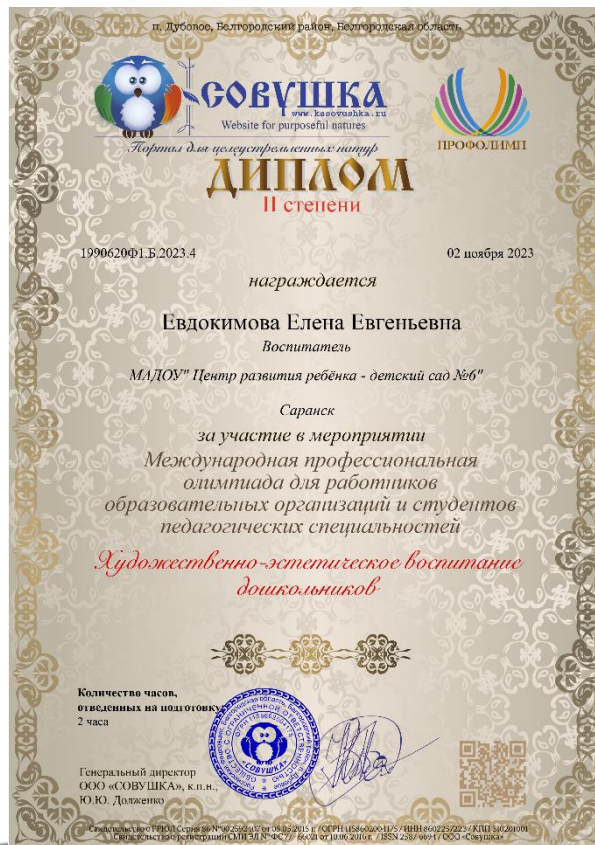 п. Дубовое, Белгородский район, Белгородская область
СОВУШКА
www.kssovushka.ru
Website for purposeful natures
Портал для целеустремленных натур
ПРОФОЛИМП
ДИПЛОМ
II степени
1990620Ф1.Б.2023.4
02 ноября 2023
награждается
Евдокимова Елена Евгеньевна
Воспитатель
МАДОУ" Центр развития ребёнка - детский сад №6"
Саранск
за участие в мероприятии
Международная профессиональная
олимпиада для работников
образовательных организаций и студентов
педагогических специальностей
Художественно-эстетическое воспитание
дошкольников
Количество часов,
отведенных на подготовку:
2 часа
«СОВУШКА»
Генеральный директор
ООО «СОВУШКА», к.п.н.,
Ю.Ю. Долженко